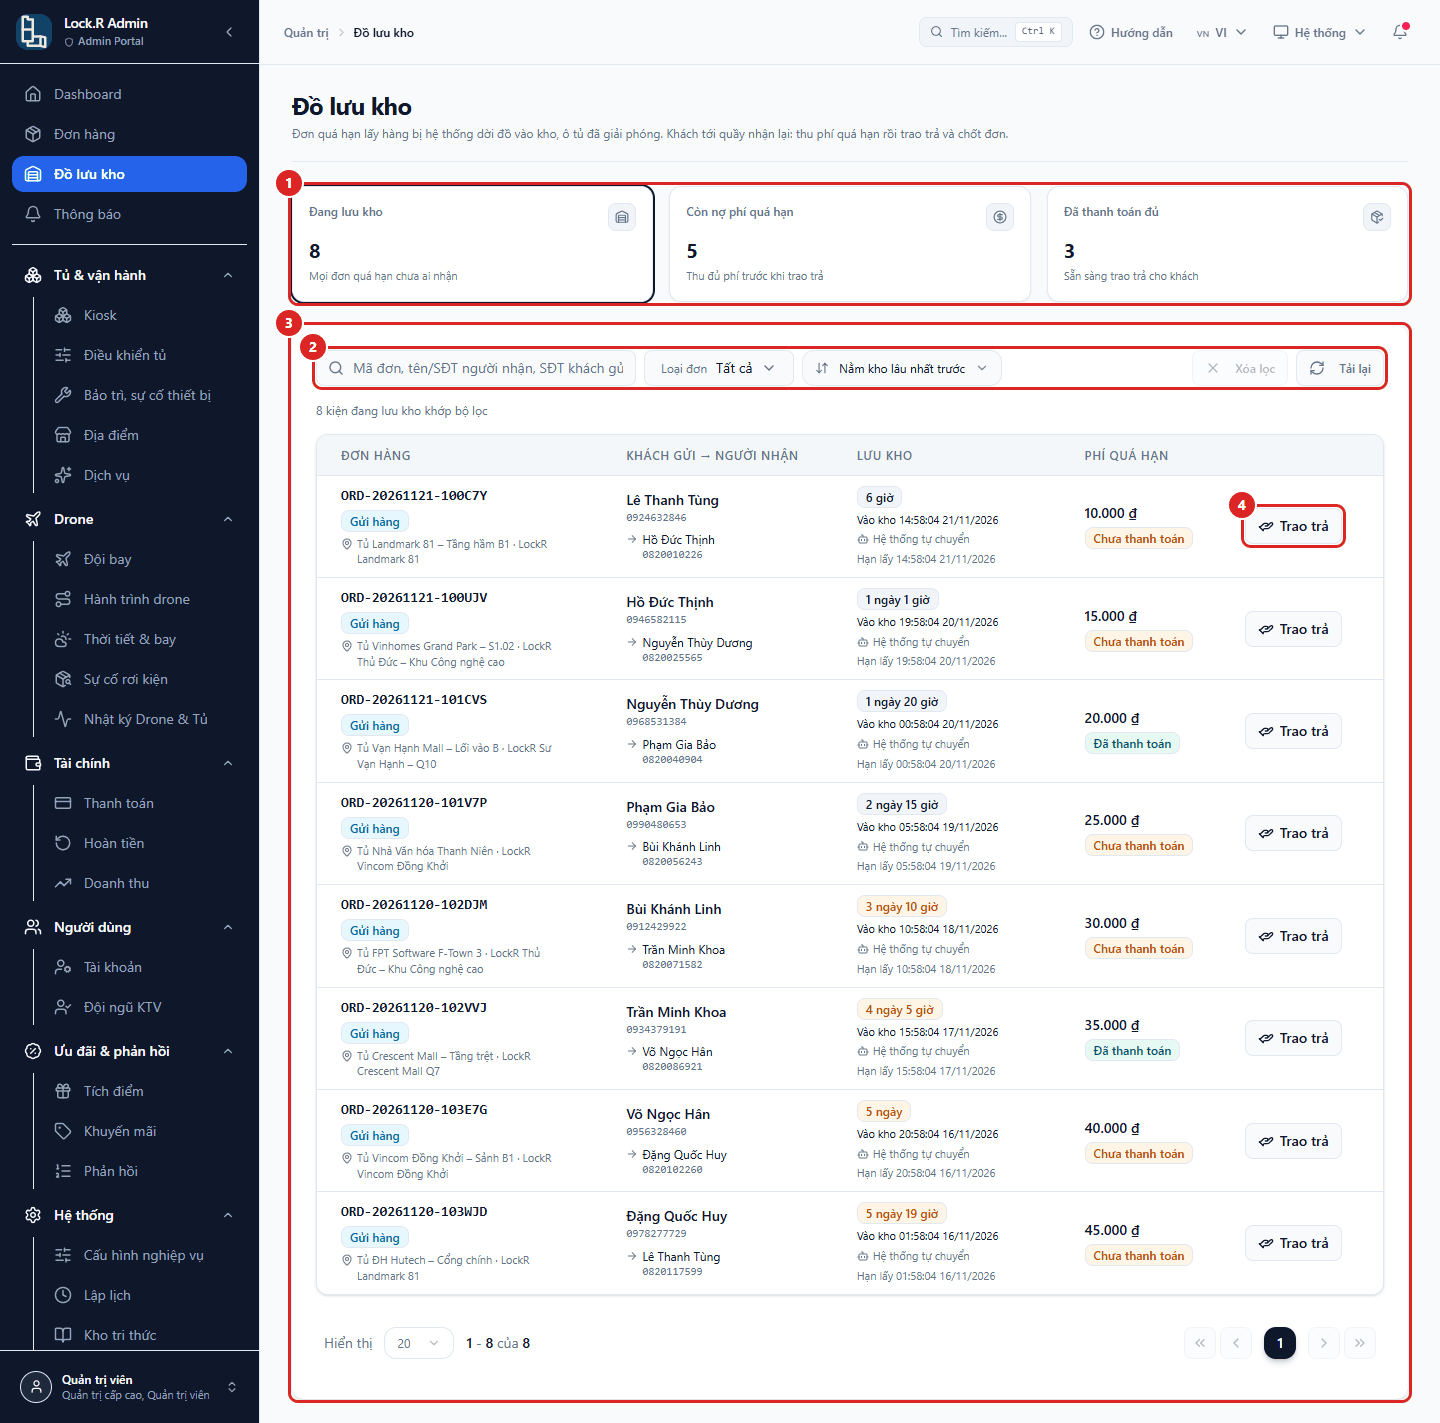 Lock.R Admin
Admin Portal
Dashboard
Đơn hàng
Đồ lưu kho
Thông báo
Tủ & vận hành
Kiosk
Điều khiển tủ
Bảo trì, sự cố thiết bị
Địa điểm
Dịch vụ
Drone
Đội bay
Hành trình drone
Thời tiết & bay
Sự cố rơi kiện
Nhật ký Drone & Tủ
Tài chính
Thanh toán
Hoàn tiền
Doanh thu
Người dùng
Tài khoản
Đội ngũ KTV
Ưu đãi & phản hồi
Tích điểm
Khuyến mãi
Phản hồi
Hệ thống
Cấu hình nghiệp vụ
Lập lịch
Kho tri thức
Quản trị viên
Quản trị cấp cao, Quản trị viên
Quản trị > Đồ lưu kho
Tìm kiếm... Ctrl K
Hướng dẫn
VN VI
Hệ thống
Đồ lưu kho
Đơn quá hạn lấy hàng bị hệ thống dời đồ vào kho, ô tủ đã giải phóng. Khách tới quầy nhận lại: thu phí quá hạn rồi trao trả và chốt đơn.
1
Đang lưu kho
8
Mọi đơn quá hạn chưa ai nhận
Còn nợ phí quá hạn
5
Thu đủ phí trước khi trao trả
Đã thanh toán đủ
3
Sẵn sàng trao trả cho khách
3
2
Mã đơn, tên/SĐT người nhận, SĐT khách gử
Loại đơn Tất cả
Nằm kho lâu nhất trước
Xóa lọc
Tải lại
8 kiện đang lưu kho khớp bộ lọc
ĐƠN HÀNG KHÁCH GỬI → NGƯỜI NHẬN LƯU KHO PHÍ QUÁ HẠN
ORD-20261121-100C7Y
Gửi hàng
Tủ Landmark 81 – Tầng hầm B1 · LockR
Landmark 81
Lê Thanh Tùng
0924632846
→ Hồ Đức Thịnh
0820010226
6 giờ
Vào kho 14:58:04 21/11/2026
Hệ thống tự chuyển
Hạn lấy 14:58:04 21/11/2026
10.000 ₫
Chưa thanh toán
4
Trao trả
ORD-20261121-100UJV
Gửi hàng
Tủ Vinhomes Grand Park – S1.02 · LockR
Thủ Đức – Khu Công nghệ cao
Hồ Đức Thịnh
0946582115
→ Nguyễn Thùy Dương
0820025565
1 ngày 1 giờ
Vào kho 19:58:04 20/11/2026
Hệ thống tự chuyển
Hạn lấy 19:58:04 20/11/2026
15.000 ₫
Chưa thanh toán
Trao trả
ORD-20261121-101CVS
Gửi hàng
Tủ Vạn Hạnh Mall – Lối vào B · LockR Sư
Vạn Hạnh – Q10
Nguyễn Thùy Dương
0968531384
→ Phạm Gia Bảo
0820040904
1 ngày 20 giờ
Vào kho 00:58:04 20/11/2026
Hệ thống tự chuyển
Hạn lấy 00:58:04 20/11/2026
20.000 ₫
Đã thanh toán
Trao trả
ORD-20261120-101V7P
Gửi hàng
Tủ Nhà Văn hóa Thanh Niên · LockR
Vincom Đồng Khởi
Phạm Gia Bảo
0990480653
→ Bùi Khánh Linh
0820056243
2 ngày 15 giờ
Vào kho 05:58:04 19/11/2026
Hệ thống tự chuyển
Hạn lấy 05:58:04 19/11/2026
25.000 ₫
Chưa thanh toán
Trao trả
ORD-20261120-102DJM
Gửi hàng
Tủ FPT Software F-Town 3 · LockR Thủ
Đức – Khu Công nghệ cao
Bùi Khánh Linh
0912429922
→ Trần Minh Khoa
0820071582
3 ngày 10 giờ
Vào kho 10:58:04 18/11/2026
Hệ thống tự chuyển
Hạn lấy 10:58:04 18/11/2026
30.000 ₫
Chưa thanh toán
Trao trả
ORD-20261120-102VVJ
Gửi hàng
Tủ Crescent Mall – Tầng trệt · LockR
Crescent Mall Q7
Trần Minh Khoa
0934379191
→ Võ Ngọc Hân
0820086921
4 ngày 5 giờ
Vào kho 15:58:04 17/11/2026
Hệ thống tự chuyển
Hạn lấy 15:58:04 17/11/2026
35.000 ₫
Đã thanh toán
Trao trả
ORD-20261120-103E7G
Gửi hàng
Tủ Vincom Đồng Khởi – Sảnh B1 · LockR
Vincom Đồng Khởi
Võ Ngọc Hân
0956328460
→ Đặng Quốc Huy
0820102260
5 ngày
Vào kho 20:58:04 16/11/2026
Hệ thống tự chuyển
Hạn lấy 20:58:04 16/11/2026
40.000 ₫
Chưa thanh toán
Trao trả
ORD-20261120-103WJD
Gửi hàng
Tủ ĐH Hutech – Cổng chính · LockR
Landmark 81
Đặng Quốc Huy
0978277729
→ Lê Thanh Tùng
0820117599
5 ngày 19 giờ
Vào kho 01:58:04 16/11/2026
Hệ thống tự chuyển
Hạn lấy 01:58:04 16/11/2026
45.000 ₫
Chưa thanh toán
Trao trả
Hiển thị 20 1 - 8 của 8
« ‹ 1 › »